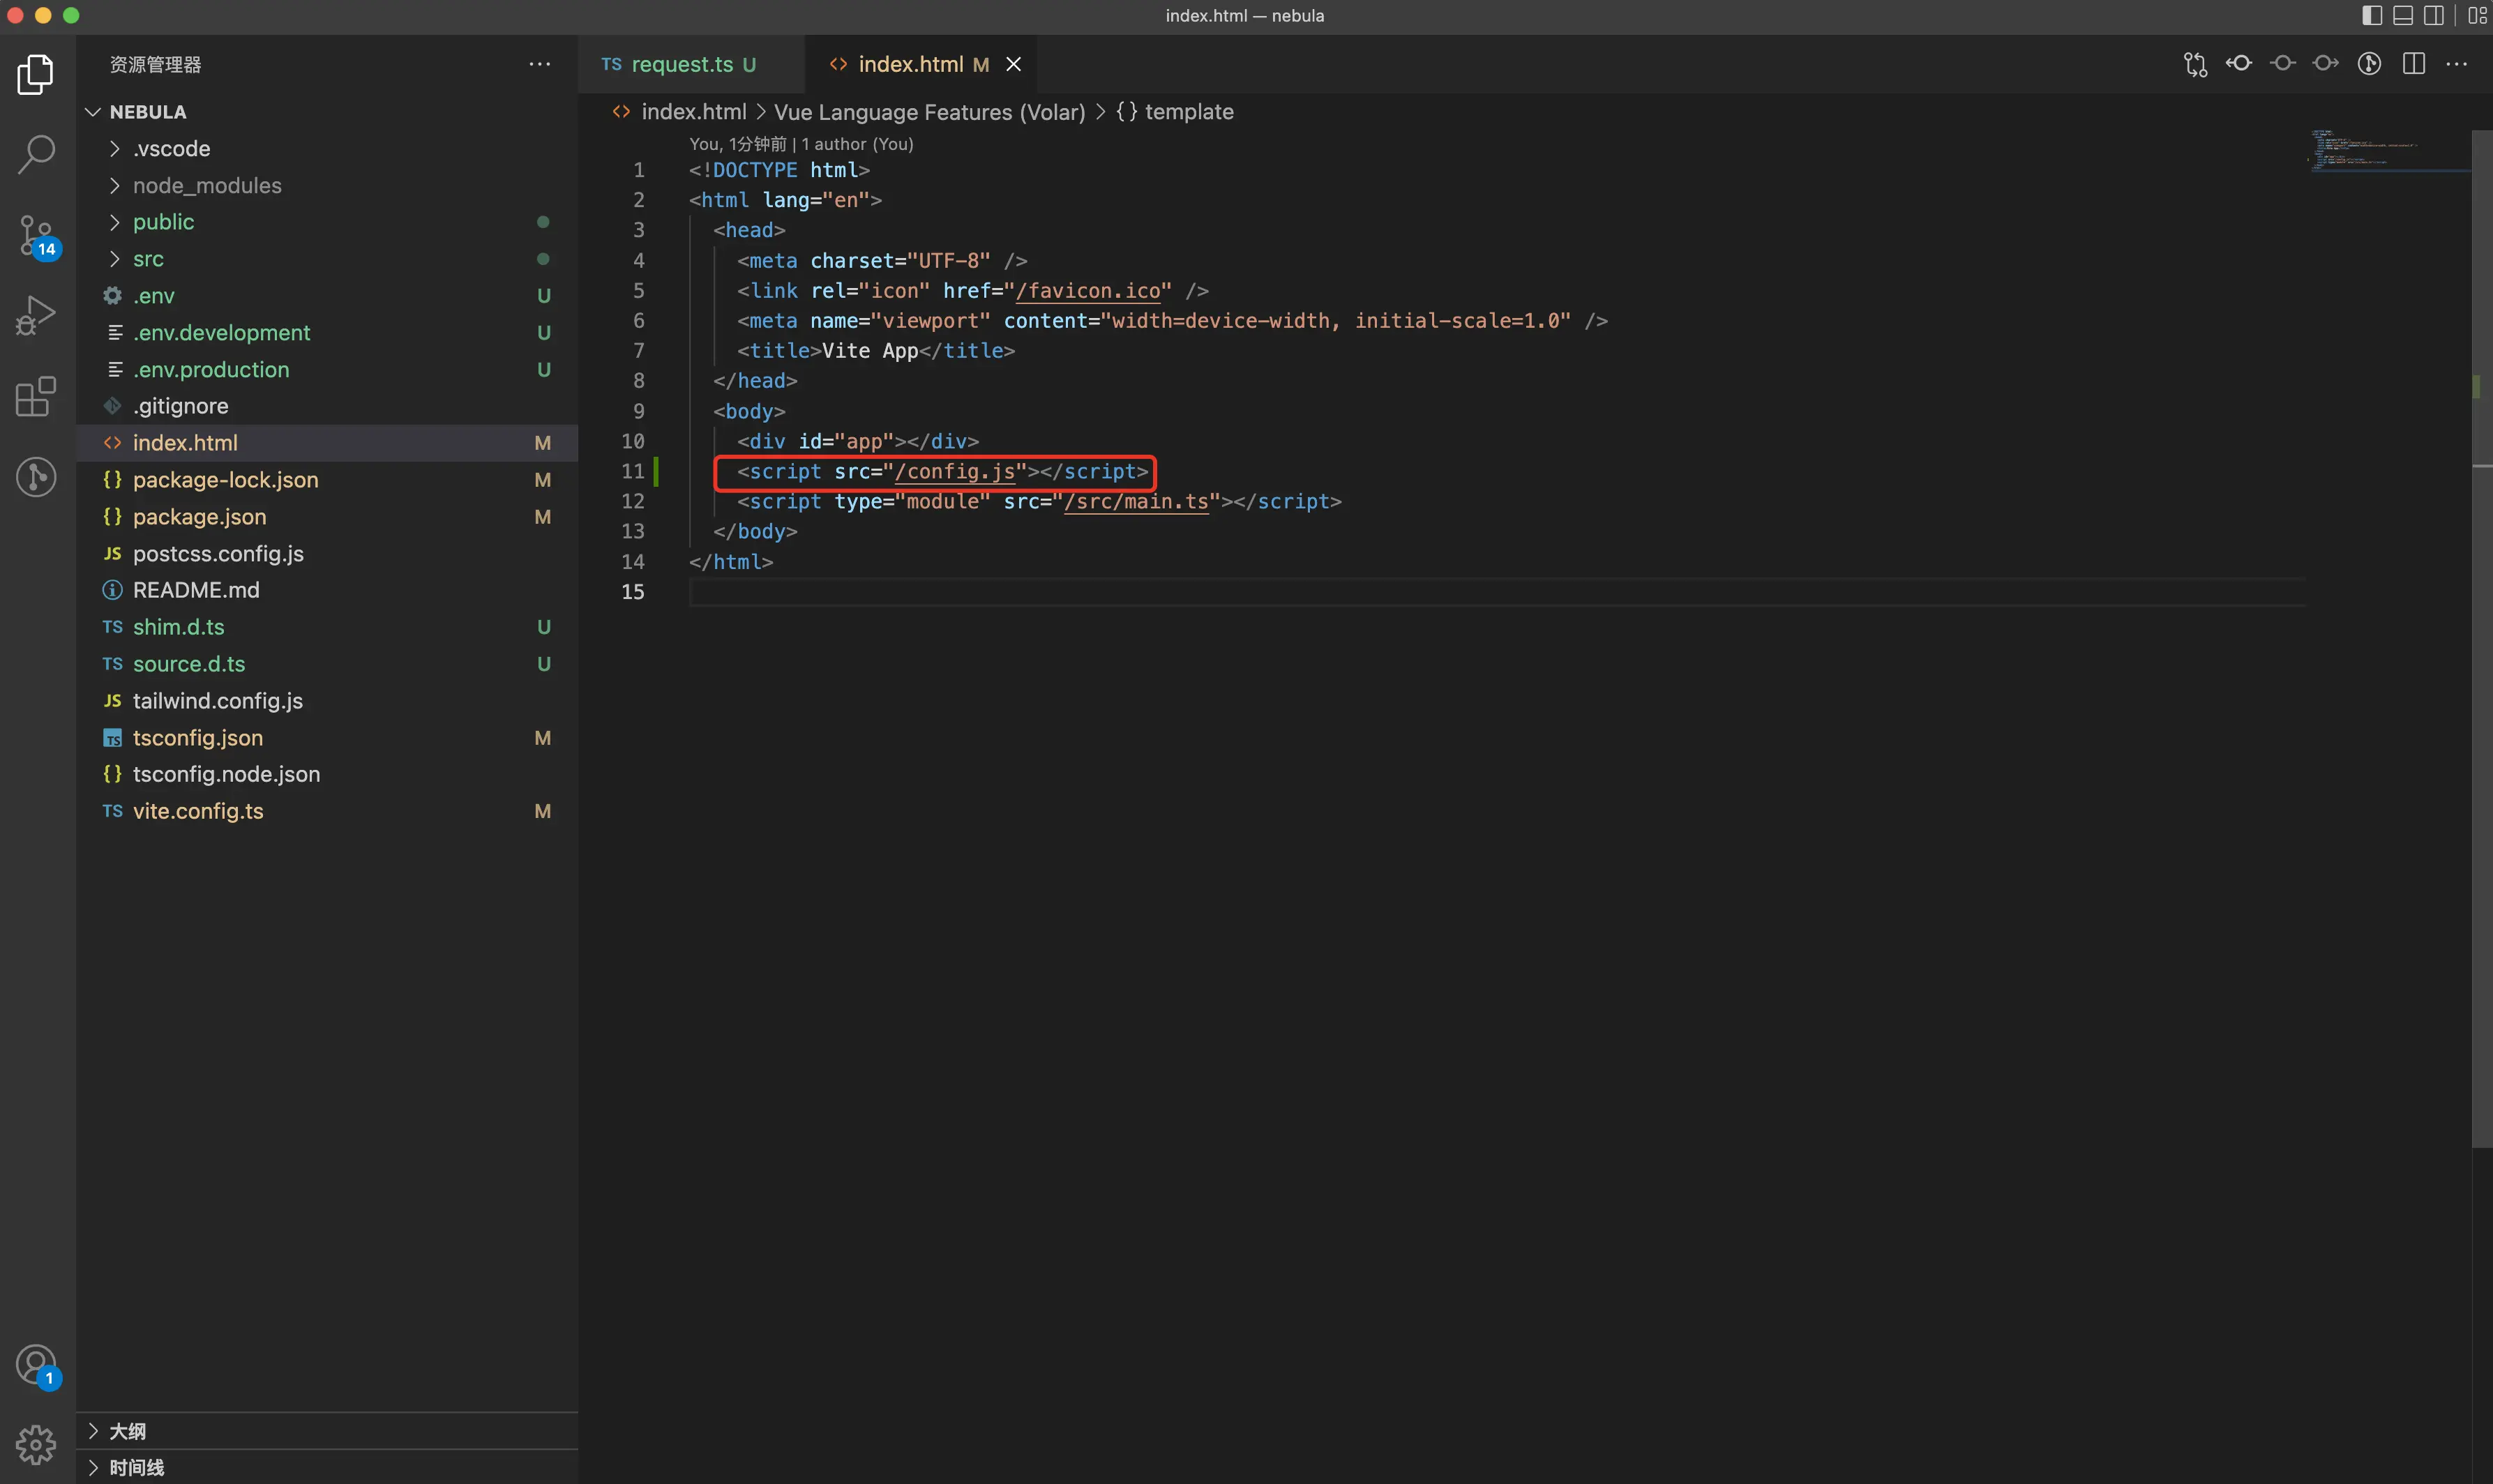 index.html — nebula
资源管理器
NEBULA
.vscode
node_modules
public
src
.env U
.env.development U
.env.production U
.gitignore
index.html M
package-lock.json M
package.json M
postcss.config.js
README.md
shim.d.ts U
source.d.ts U
tailwind.config.js
tsconfig.json M
tsconfig.node.json
vite.config.ts M
大纲
时间线
14
1
TS request.ts U
index.html M
index.html > Vue Language Features (Volar) > {} template
You, 1分钟前 | 1 author (You)
1 <!DOCTYPE html>
2 <html lang="en">
3 <head>
4 <meta charset="UTF-8" />
5 <link rel="icon" href="/favicon.ico" />
6 <meta name="viewport" content="width=device-width, initial-scale=1.0" />
7 <title>Vite App</title>
8 </head>
9 <body>
10 <div id="app"></div>
11 <script src="/config.js"></script>
12 <script type="module" src="/src/main.ts"></script>
13 </body>
14 </html>
15